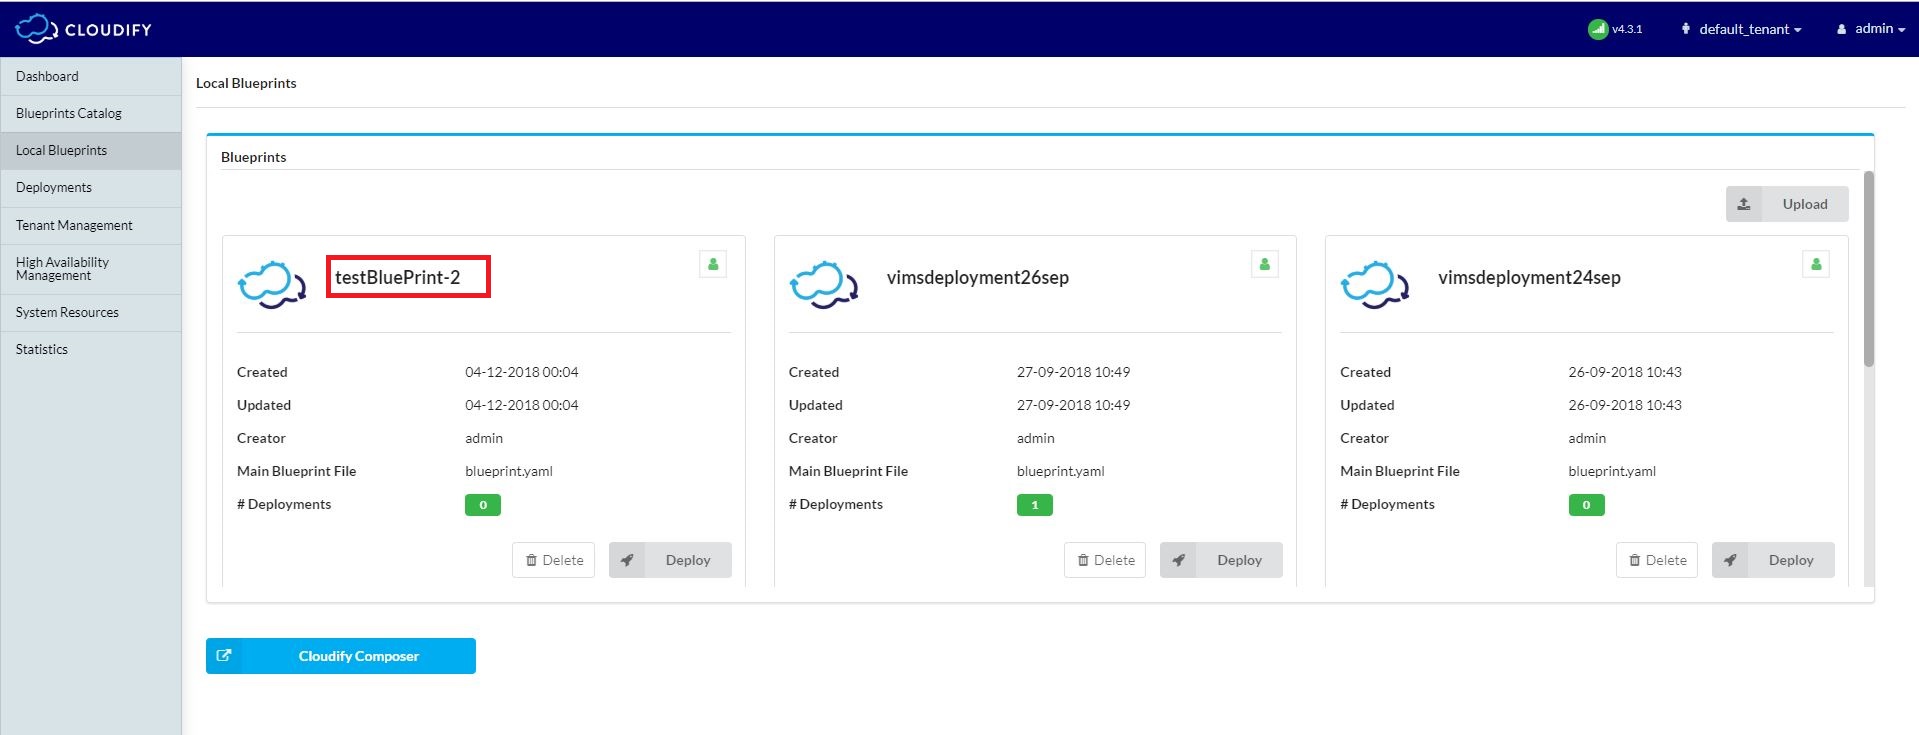 CLOUDIFY
v4.3.1 default_tenant admin
Dashboard
Blueprints Catalog
Local Blueprints
Deployments
Tenant Management
High Availability
Management
System Resources
Statistics
Local Blueprints
Blueprints
Upload
testBluePrint-2
Created 04-12-2018 00:04
Updated 04-12-2018 00:04
Creator admin
Main Blueprint File blueprint.yaml
# Deployments 0
Delete Deploy
vimsdeployment26sep
Created 27-09-2018 10:49
Updated 27-09-2018 10:49
Creator admin
Main Blueprint File blueprint.yaml
# Deployments 1
Delete Deploy
vimsdeployment24sep
Created 26-09-2018 10:43
Updated 26-09-2018 10:43
Creator admin
Main Blueprint File blueprint.yaml
# Deployments 0
Delete Deploy
Cloudify Composer